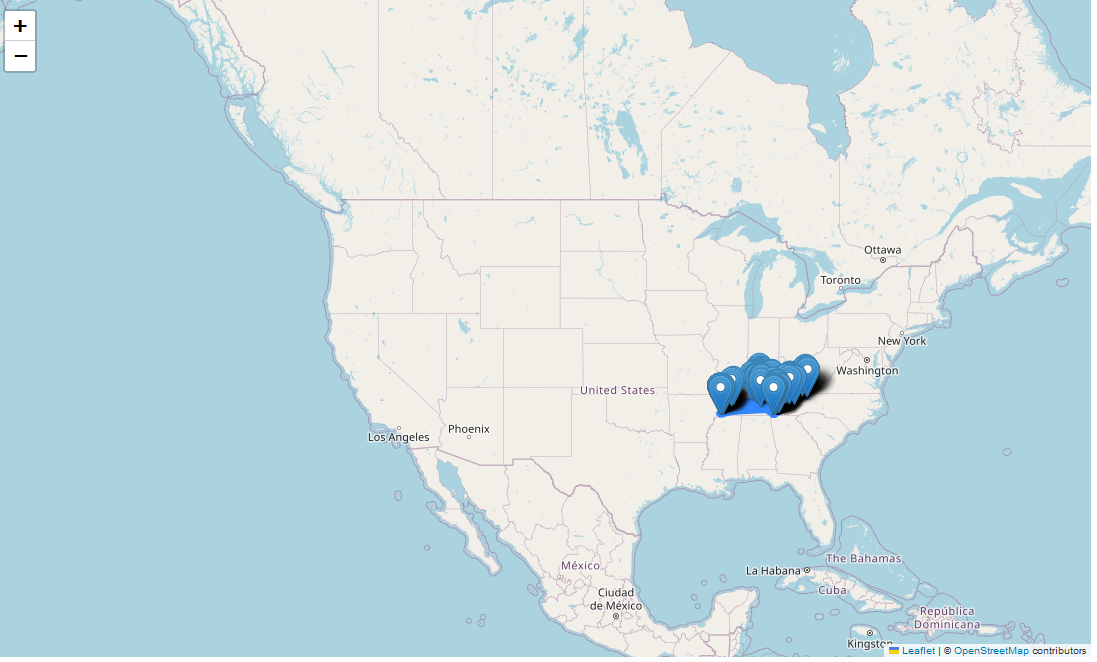 +
−
Ottawa
Toronto
New York
Washington
United States
Phoenix
Los Angeles
The Bahamas
La Habana
México
Cuba
Ciudad
de México
República
Dominicana
Kingston
Leaflet | © OpenStreetMap contributors